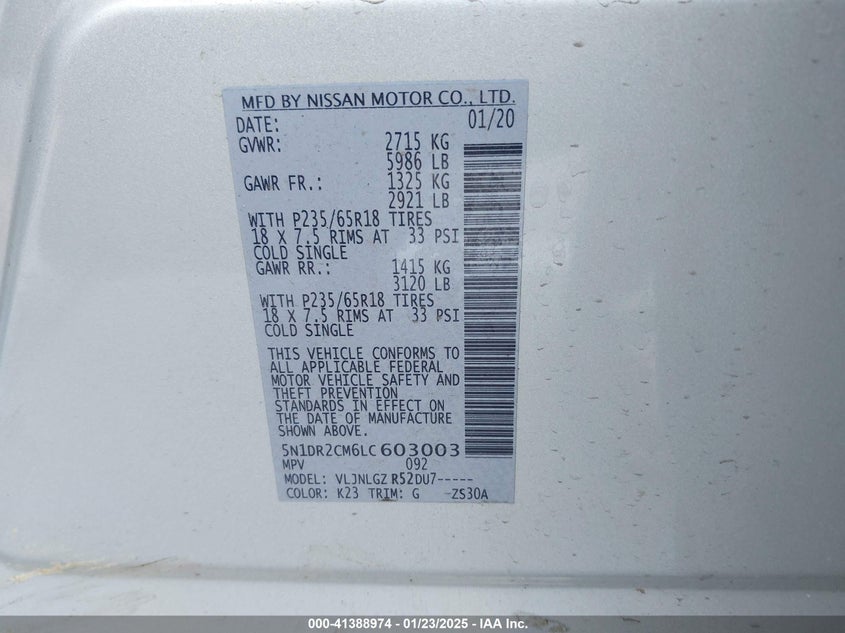 MFD BY NISSAN MOTOR CO., LTD.
DATE: 01/20
GVWR: 2715 KG
5986 LB
GAWR FR.: 1325 KG
2921 LB
WITH P235/65R18 TIRES
18 X 7.5 RIMS AT 33 PSI
COLD SINGLE
GAWR RR.: 1415 KG
3120 LB
WITH P235/65R18 TIRES
18 X 7.5 RIMS AT 33 PSI
COLD SINGLE
THIS VEHICLE CONFORMS TO
ALL APPLICABLE FEDERAL
MOTOR VEHICLE SAFETY AND
THEFT PREVENTION
STANDARDS IN EFFECT ON
THE DATE OF MANUFACTURE
SHOWN ABOVE.
5N1DR2CM6LC603003
MPV 092
MODEL: VLJNLGZ R52DU7-----
COLOR: K23 TRIM: G -ZS30A
000-41388974 / 01/23/2025 - IAA Inc.